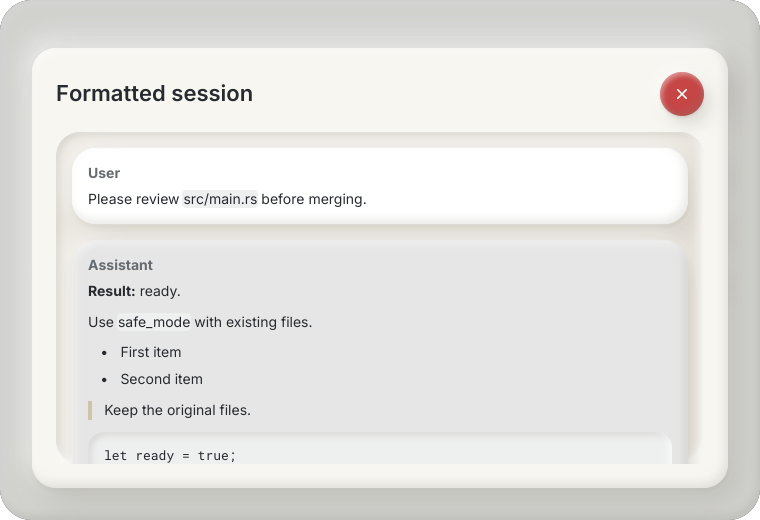 Formatted session
User
Please review src/main.rs before merging.
Assistant
Result: ready.
Use safe_mode with existing files.
• First item
• Second item
Keep the original files.
let ready = true;